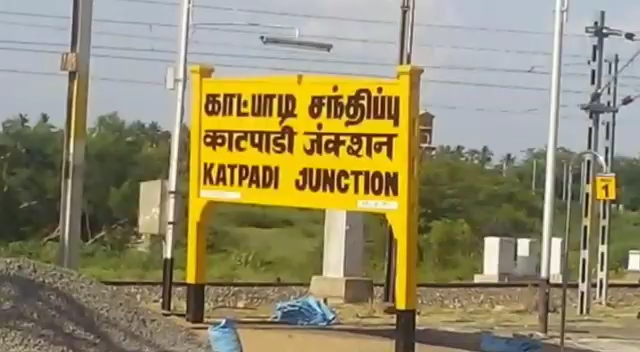 காட்பாடி சந்திப்பு
काटपाडी जंक्शन
KATPADI JUNCTION
1